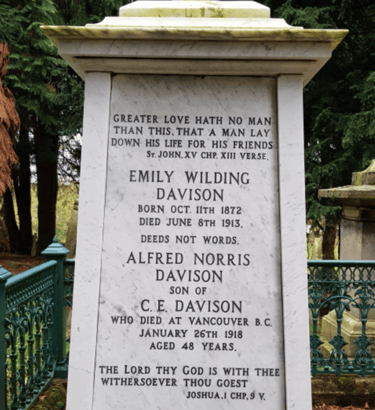 GREATER LOVE HATH NO MAN
THAN THIS, THAT A MAN LAY
DOWN HIS LIFE FOR HIS FRIENDS
ST. JOHN, XV CHP. XIII VERSE.
EMILY WILDING
DAVISON
BORN OCT. 11TH 1872
DIED JUNE 8TH 1913.
DEEDS NOT WORDS.
ALFRED NORRIS
DAVISON
SON OF
C. E. DAVISON
WHO DIED AT VANCOUVER B.C.
JANUARY 26TH 1918
AGED 48 YEARS.
THE LORD THY GOD IS WITH THEE
WITHERSOEVER THOU GOEST
JOSHUA. 1 CHP, 9 V.